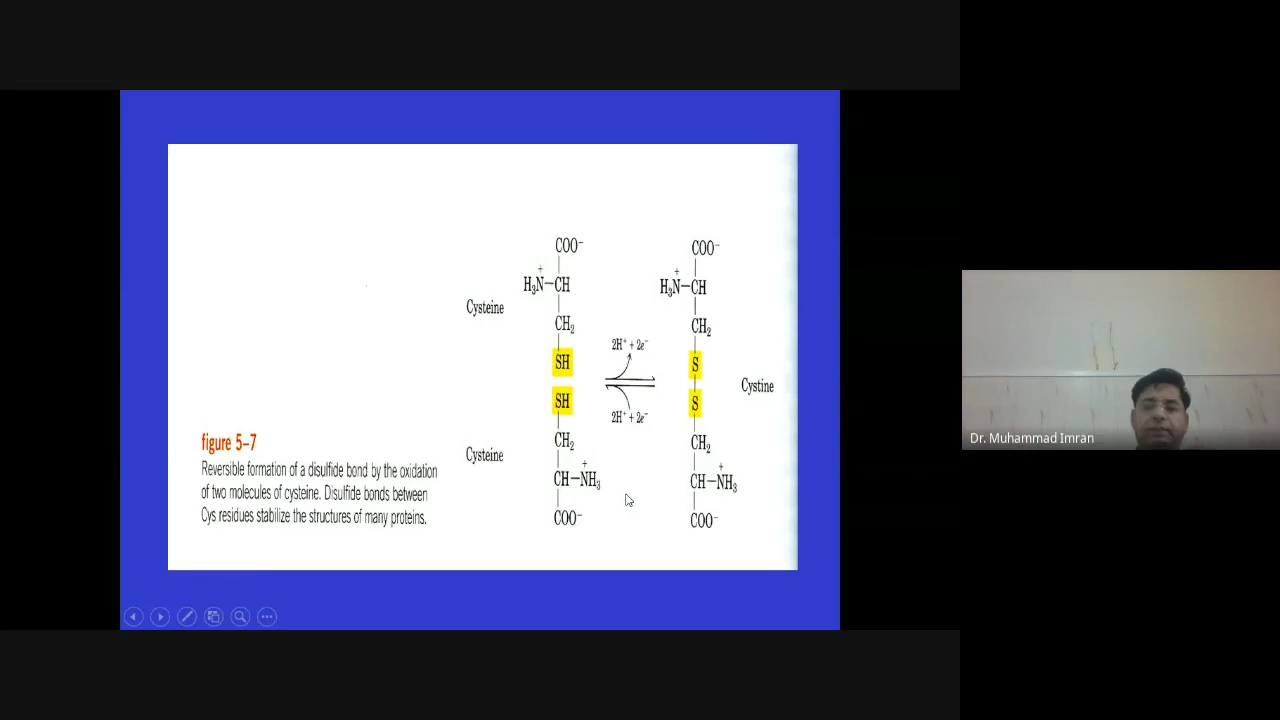 COO⁻
H₃N⁺—CH
Cysteine
CH₂
SH
SH
CH₂
Cysteine
CH—NH₃⁺
COO⁻
2H⁺ + 2e⁻
2H⁺ + 2e⁻
COO⁻
H₃N⁺—CH
CH₂
S
S
Cystine
CH₂
CH—NH₃⁺
COO⁻
figure 5–7
Reversible formation of a disulfide bond by the oxidation
of two molecules of cysteine. Disulfide bonds between
Cys residues stabilize the structures of many proteins.
Dr. Muhammad Imran